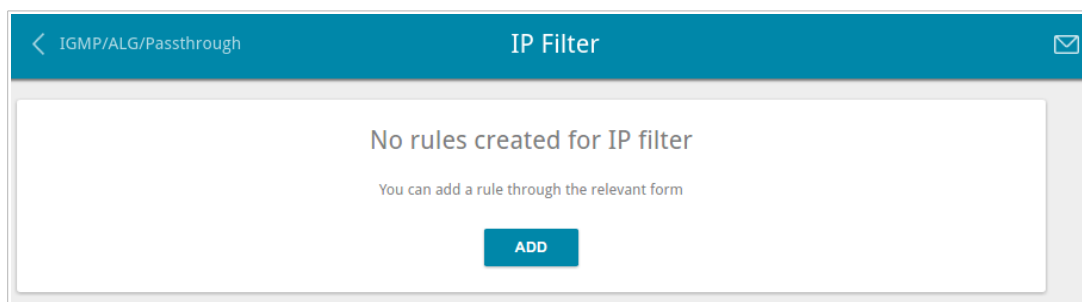 IGMP/ALG/Passthrough
IP Filter
No rules created for IP filter
You can add a rule through the relevant form
ADD